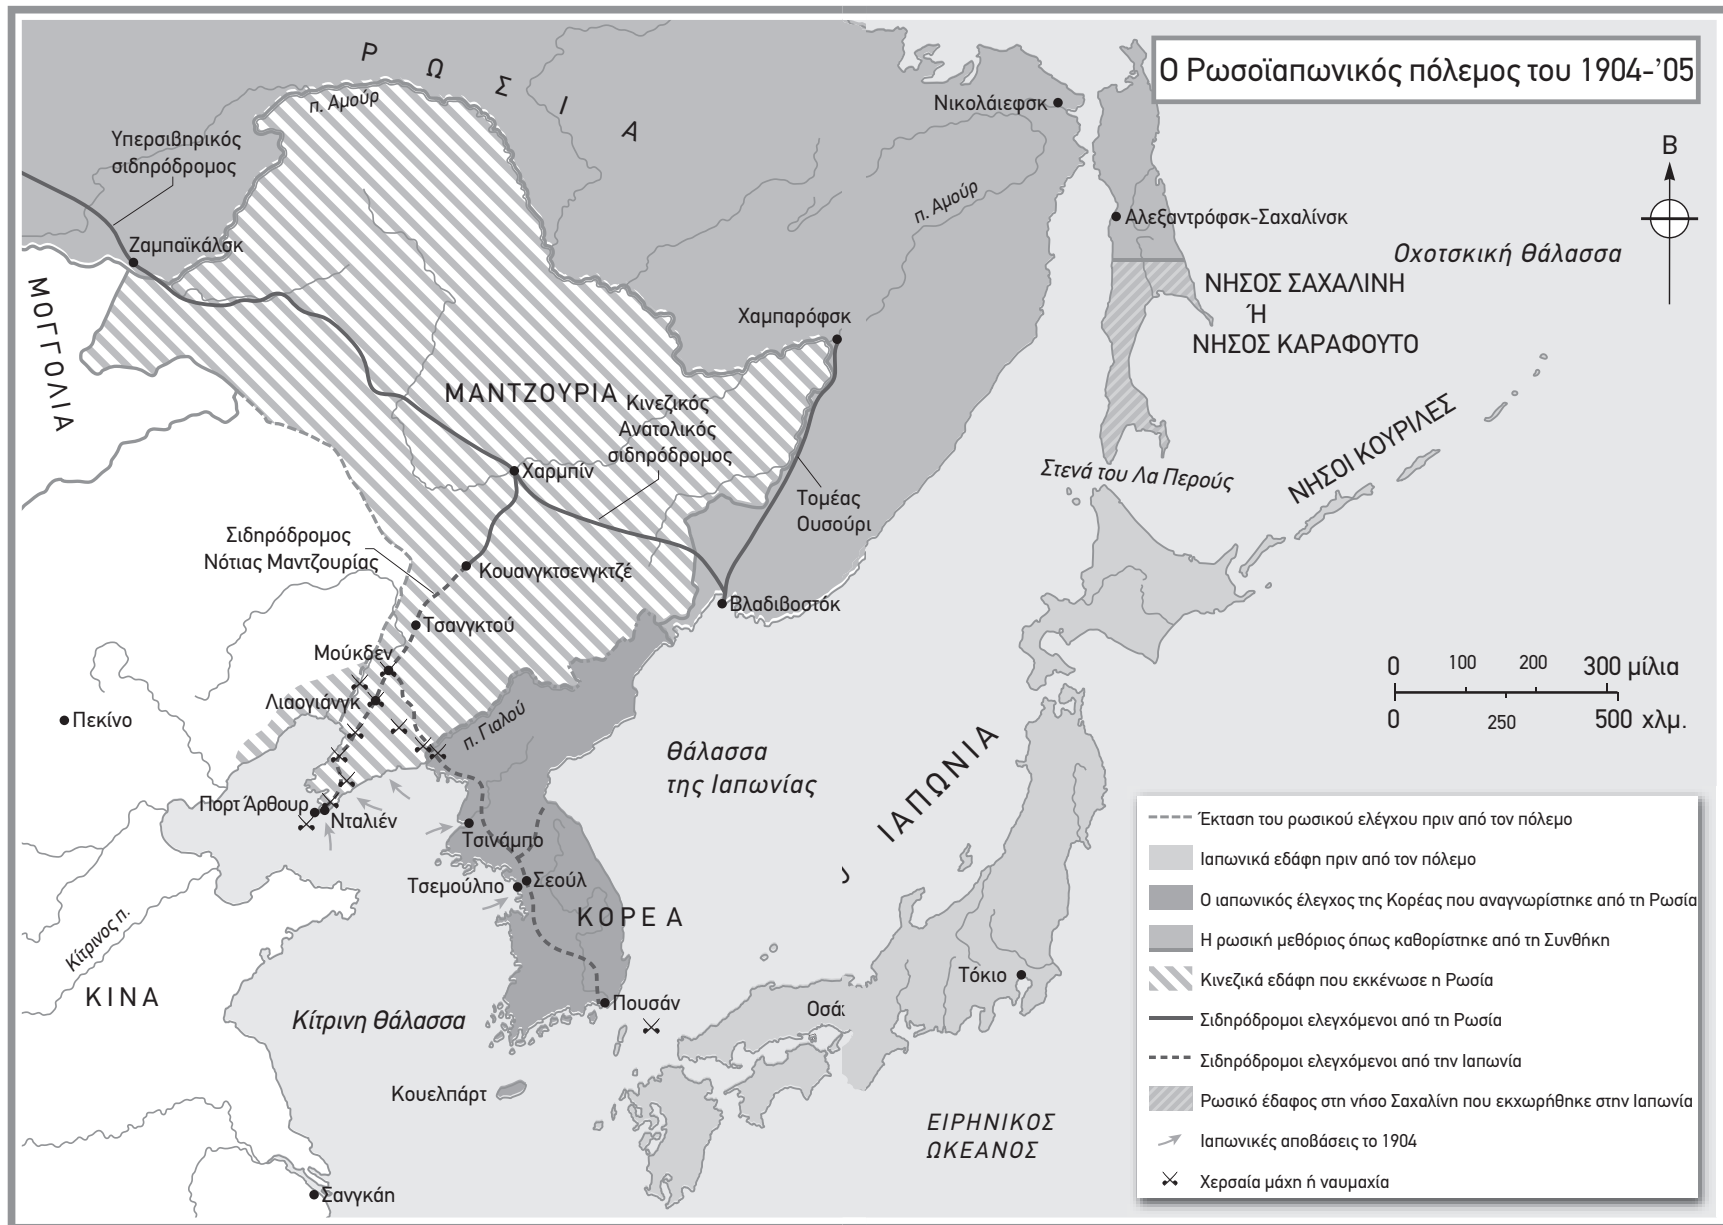 Ο Ρωσοϊαπωνικός πόλεμος του 1904-'05
ΡΩΣΙΑ
π. Αμούρ
Υπερσιβηρικός
σιδηρόδρομος
Ζαμπαϊκάλσκ
ΜΟΓΓΟΛΙΑ
Νικολάιεφσκ
π. Αμούρ
Αλεξαντρόφσκ-Σαχαλίνσκ
Β
Οχοτσκική θάλασσα
ΝΗΣΟΣ ΣΑΧΑΛΙΝΗ
Ή
ΝΗΣΟΣ ΚΑΡΑΦΟΥΤΟ
Χαμπαρόφσκ
ΜΑΝΤΖΟΥΡΙΑ
Κινεζικός
Ανατολικός
σιδηρόδρομος
Χαρμπίν
Τομέας
Ουσούρι
Στενά του Λα Περούς
ΝΗΣΟΙ ΚΟΥΡΙΛΕΣ
Σιδηρόδρομος
Νότιας Μαντζουρίας
Κουανγκτσενγκτζέ
Βλαδιβοστόκ
Τσανγκτού
Μούκδεν
Λιαογιάνγκ
Πεκίνο
π. Γιαλού
Θάλασσα
της Ιαπωνίας
ΙΑΠΩΝΙΑ
0 100 200 300 μίλια
0 250 500 χλμ.
Πορτ Άρθουρ
Νταλιέν
Τσινάμπο
Τσεμούλπο
Σεούλ
ΚΟΡΕΑ
Κίτρινος π.
ΚΙΝΑ
Κίτρινη θάλασσα
Πουσάν
Οσάκ
Τόκιο
Κουελπάρτ
ΕΙΡΗΝΙΚΟΣ
ΩΚΕΑΝΟΣ
Σανγκάη
Έκταση του ρωσικού ελέγχου πριν από τον πόλεμο
Ιαπωνικά εδάφη πριν από τον πόλεμο
Ο ιαπωνικός έλεγχος της Κορέας που αναγνωρίστηκε από τη Ρωσία
Η ρωσική μεθόριος όπως καθορίστηκε από τη Συνθήκη
Κινεζικά εδάφη που εκκένωσε η Ρωσία
Σιδηρόδρομοι ελεγχόμενοι από τη Ρωσία
Σιδηρόδρομοι ελεγχόμενοι από την Ιαπωνία
Ρωσικό έδαφος στη νήσο Σαχαλίνη που εκχωρήθηκε στην Ιαπωνία
Ιαπωνικές αποβάσεις το 1904
Χερσαία μάχη ή ναυμαχία